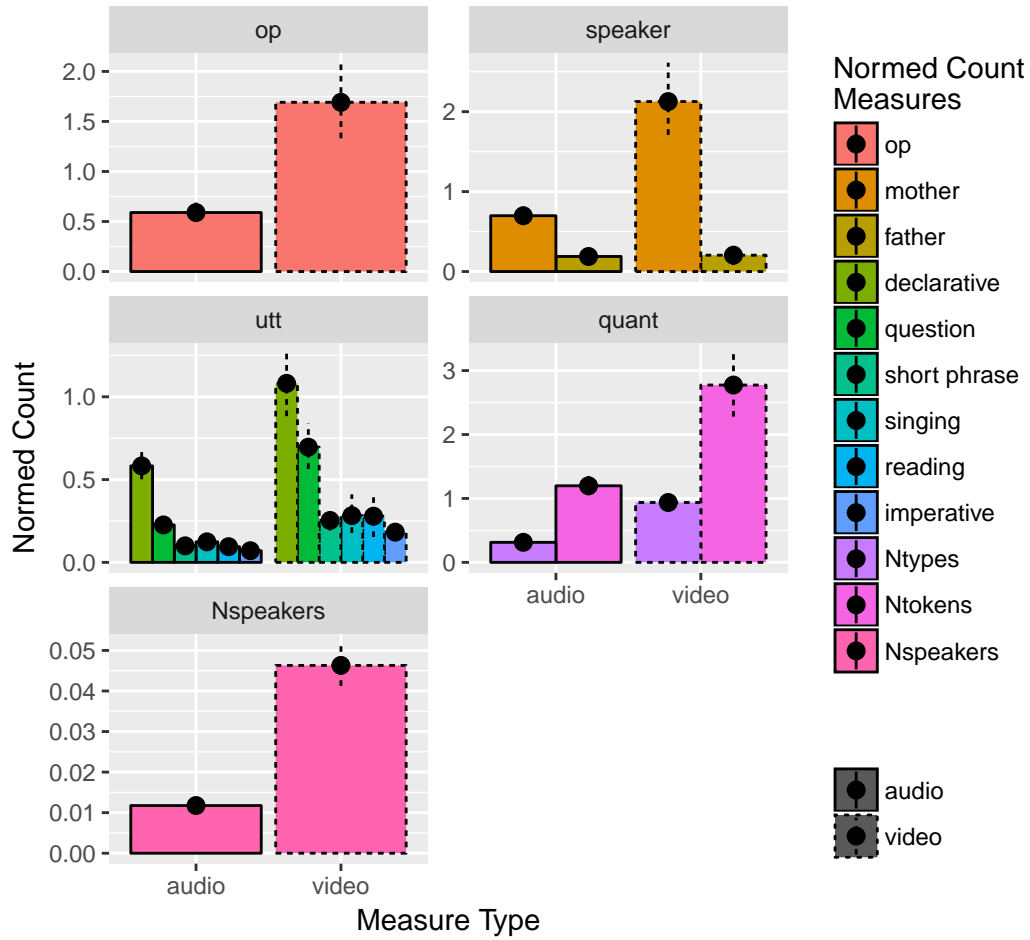 op
speaker
2.0
1.5
1.0
0.5
0.0
2
1
0
utt
quant
1.0
0.5
0.0
3
2
1
0
audio
video
Nspeakers
0.05
0.04
0.03
0.02
0.01
0.00
audio
video
Measure Type
Normed Count
Normed Count
Measures
op
mother
father
declarative
question
short phrase
singing
reading
imperative
Ntypes
Ntokens
Nspeakers
audio
video